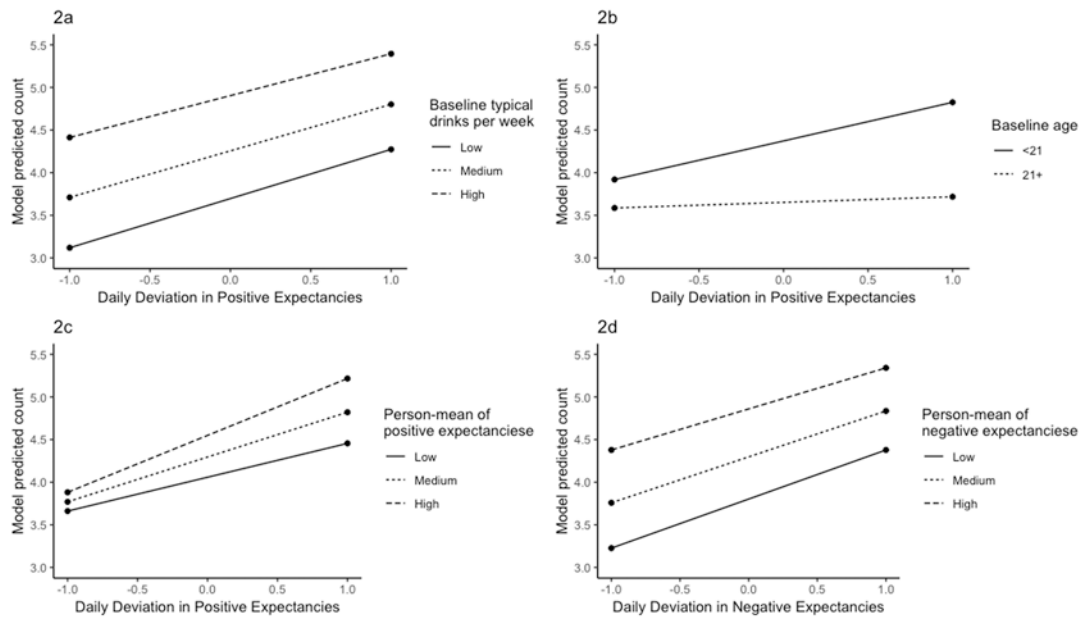 2a
Model predicted count
5.5
5.0
4.5
4.0
3.5
3.0
-1.0 -0.5 0.0 0.5 1.0
Daily Deviation in Positive Expectancies
Baseline typical
drinks per week
Low
Medium
High
2b
Model predicted count
5.5
5.0
4.5
4.0
3.5
3.0
-1.0 -0.5 0.0 0.5 1.0
Daily Deviation in Positive Expectancies
Baseline age
<21
21+
2c
Model predicted count
5.5
5.0
4.5
4.0
3.5
3.0
-1.0 -0.5 0.0 0.5 1.0
Daily Deviation in Positive Expectancies
Person-mean of
positive expectanciese
Low
Medium
High
2d
Model predicted count
5.5
5.0
4.5
4.0
3.5
3.0
-1.0 -0.5 0.0 0.5 1.0
Daily Deviation in Negative Expectancies
Person-mean of
negative expectanciese
Low
Medium
High